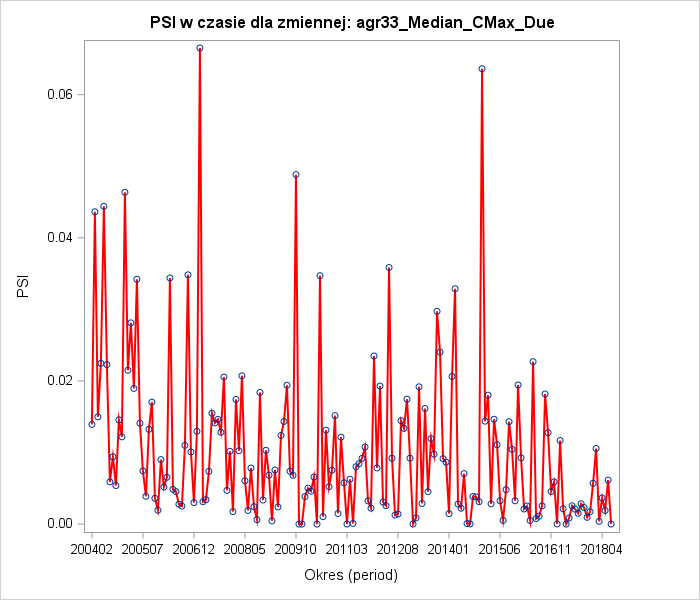 PSI w czasie dla zmiennej: agr33_Median_CMax_Due
0.06
0.04
0.02
0.00
PSI
200402 200507 200612 200805 200910 201103 201208 201401 201506 201611 201804
Okres (period)